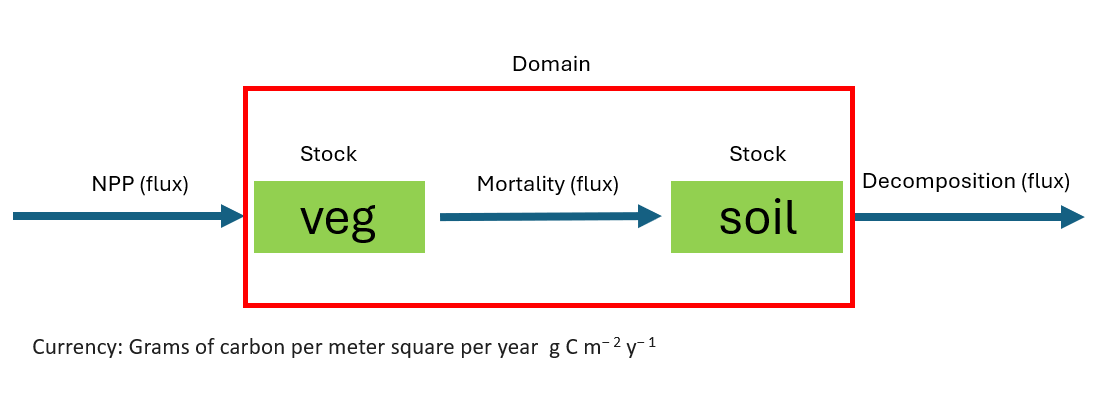 Domain
Stock
Stock
NPP (flux)
Mortality (flux)
Decomposition (flux)
veg
soil
Currency: Grams of carbon per meter square per year  g C m⁻² y⁻¹